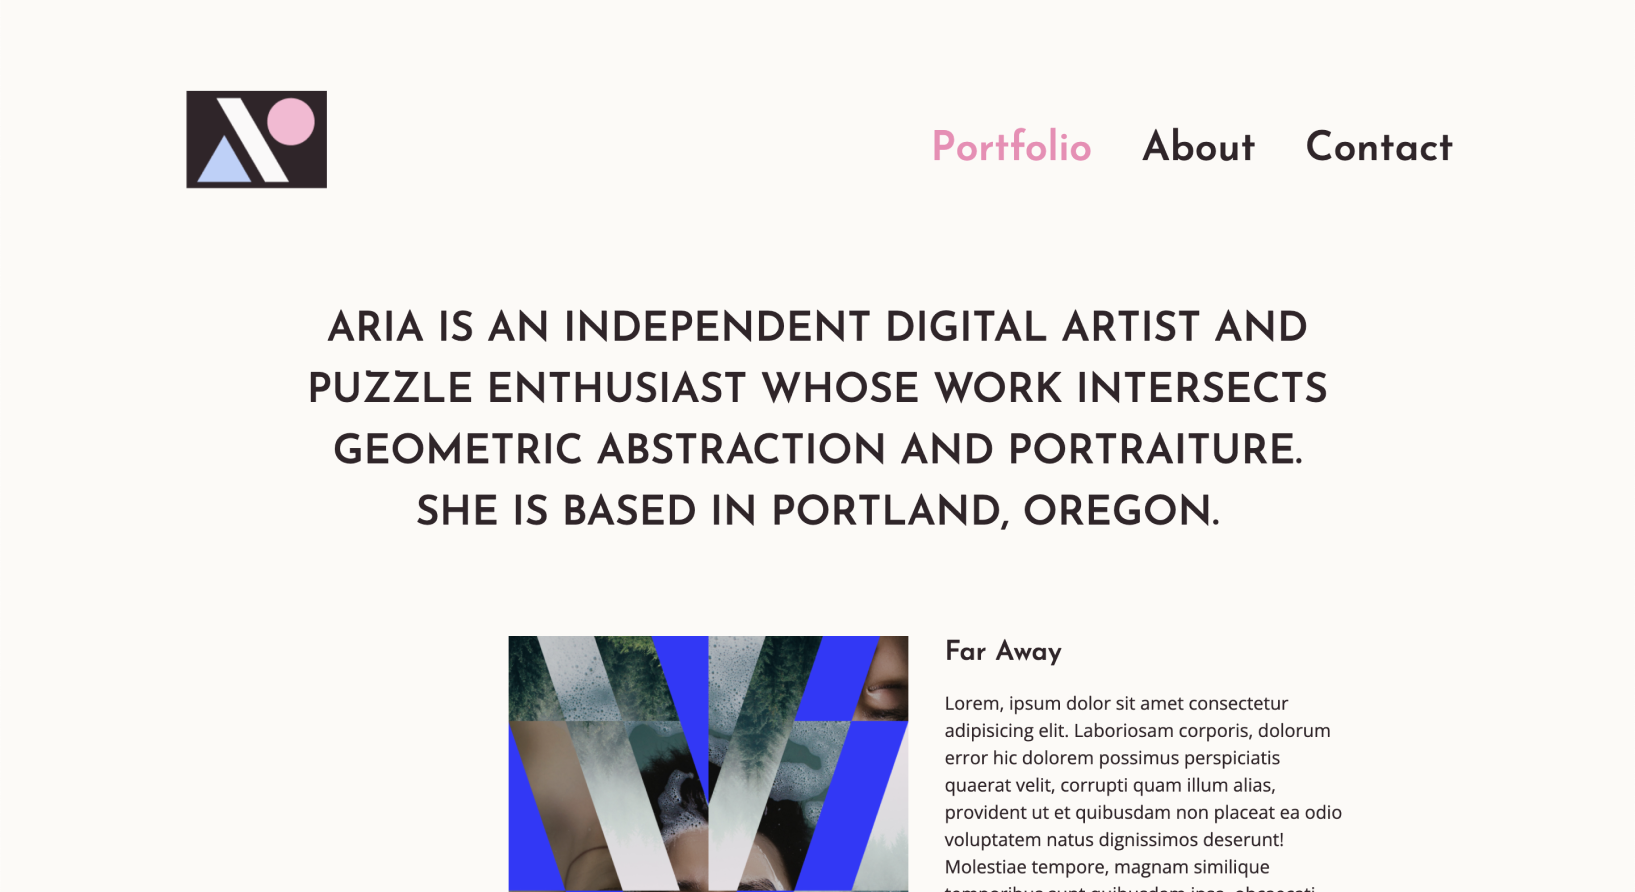 Portfolio About Contact
ARIA IS AN INDEPENDENT DIGITAL ARTIST AND
PUZZLE ENTHUSIAST WHOSE WORK INTERSECTS
GEOMETRIC ABSTRACTION AND PORTRAITURE.
SHE IS BASED IN PORTLAND, OREGON.
Far Away
Lorem, ipsum dolor sit amet consectetur
adipisicing elit. Laboriosam corporis, dolorum
error hic dolorem possimus perspiciatis
quaerat velit, corrupti quam illum alias,
provident ut et quibusdam non placeat ea odio
voluptatem natus dignissimos deserunt!
Molestiae tempore, magnam similique